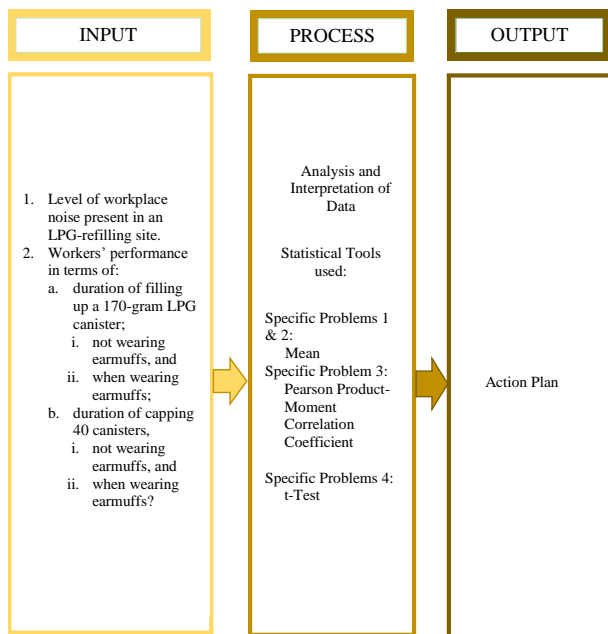 INPUT
PROCESS
OUTPUT
1. Level of workplace
noise present in an
LPG-refilling site.
2. Workers' performance
in terms of:
a. duration of filling
up a 170-gram LPG
canister;
i. not wearing
earmuffs, and
ii. when wearing
earmuffs;
b. duration of capping
40 canisters,
i. not wearing
earmuffs, and
ii. when wearing
earmuffs?
Analysis and
Interpretation of
Data
Statistical Tools
used:
Specific Problems 1
& 2:
Mean
Specific Problem 3:
Pearson Product-
Moment
Correlation
Coefficient
Specific Problems 4:
t-Test
Action Plan